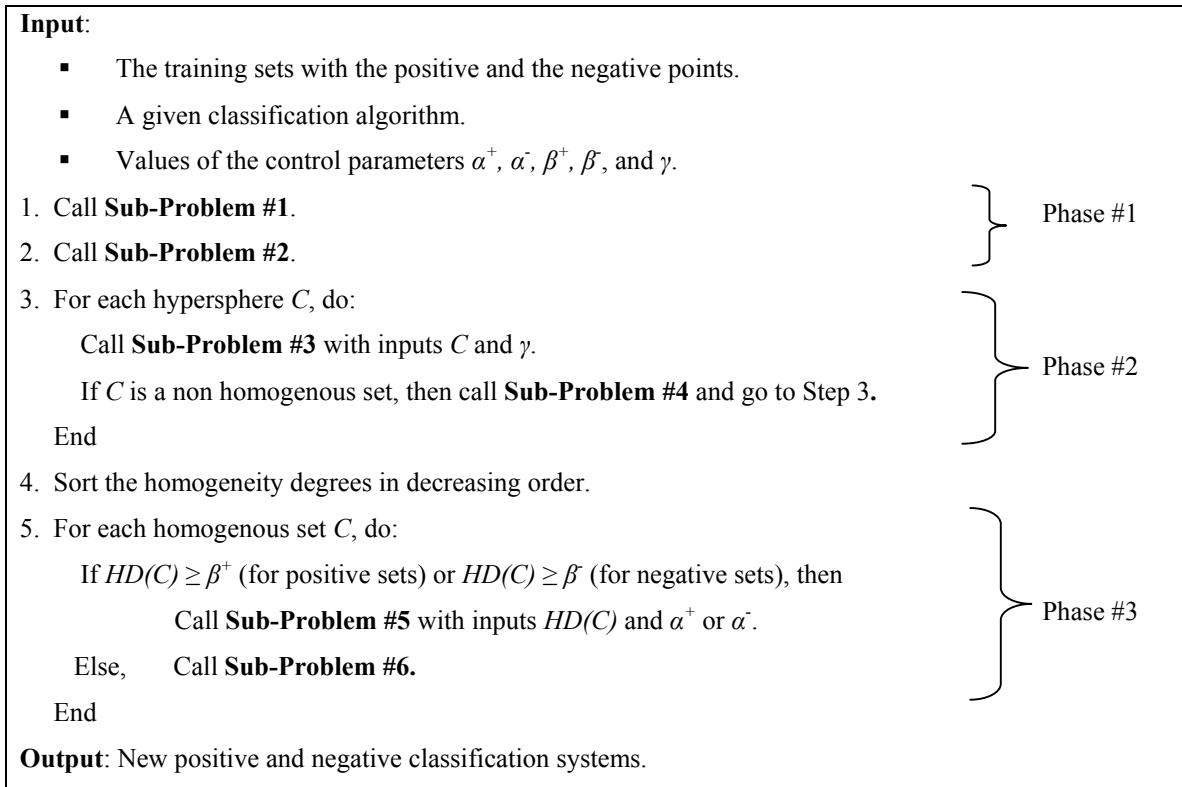 Input:
▪ The training sets with the positive and the negative points.
▪ A given classification algorithm.
▪ Values of the control parameters α⁺, α⁻, β⁺, β⁻, and γ.
1. Call Sub-Problem #1.
Phase #1
2. Call Sub-Problem #2.
3. For each hypersphere C, do:
Call Sub-Problem #3 with inputs C and γ.
Phase #2
If C is a non homogenous set, then call Sub-Problem #4 and go to Step 3.
End
4. Sort the homogeneity degrees in decreasing order.
5. For each homogenous set C, do:
If HD(C) ≥ β⁺ (for positive sets) or HD(C) ≥ β⁻ (for negative sets), then
Call Sub-Problem #5 with inputs HD(C) and α⁺ or α⁻.
Phase #3
Else, Call Sub-Problem #6.
End
Output: New positive and negative classification systems.